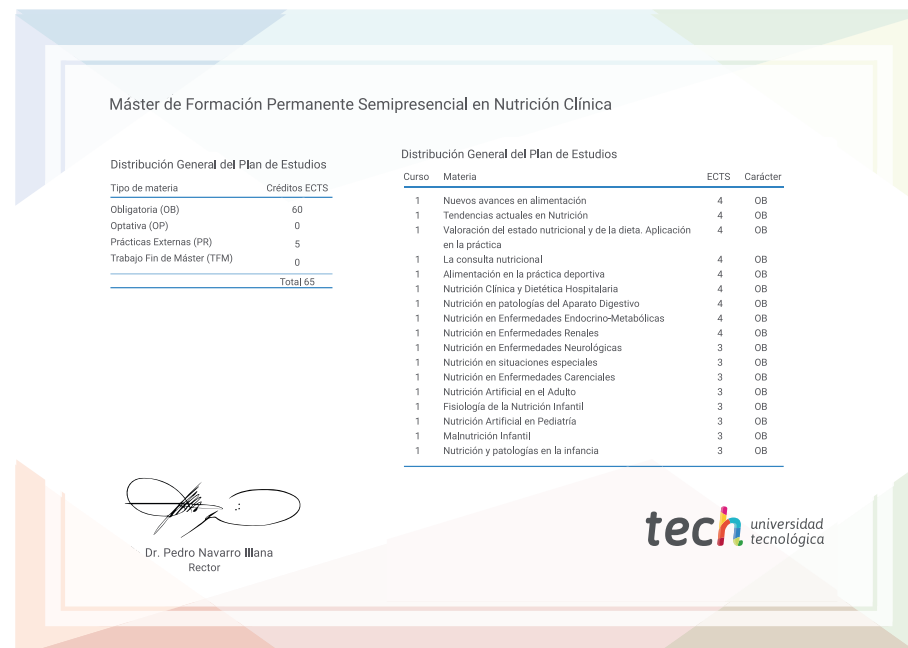 Máster de Formación Permanente Semipresencial en Nutrición Clínica
Distribución General del Plan de Estudios
Tipo de materia Créditos ECTS
Obligatoria (OB) 60
Optativa (OP) 0
Prácticas Externas (PR) 5
Trabajo Fin de Máster (TFM) 0
Total 65
Distribución General del Plan de Estudios
Curso Materia ECTS Carácter
1 Nuevos avances en alimentación 4 OB
1 Tendencias actuales en Nutrición 4 OB
1 Valoración del estado nutricional y de la dieta. Aplicación 4 OB
en la práctica
1 La consulta nutricional 4 OB
1 Alimentación en la práctica deportiva 4 OB
1 Nutrición Clínica y Dietética Hospitalaria 4 OB
1 Nutrición en patologías del Aparato Digestivo 4 OB
1 Nutrición en Enfermedades Endocrino-Metabólicas 4 OB
1 Nutrición en Enfermedades Renales 4 OB
1 Nutrición en Enfermedades Neurológicas 3 OB
1 Nutrición en situaciones especiales 3 OB
1 Nutrición en Enfermedades Carenciales 3 OB
1 Nutrición Artificial en el Adulto 3 OB
1 Fisiología de la Nutrición Infantil 3 OB
1 Nutrición Artificial en Pediatría 3 OB
1 Malnutrición Infantil 3 OB
1 Nutrición y patologías en la infancia 3 OB
Dr. Pedro Navarro Illana
Rector
tech universidad
tecnológica